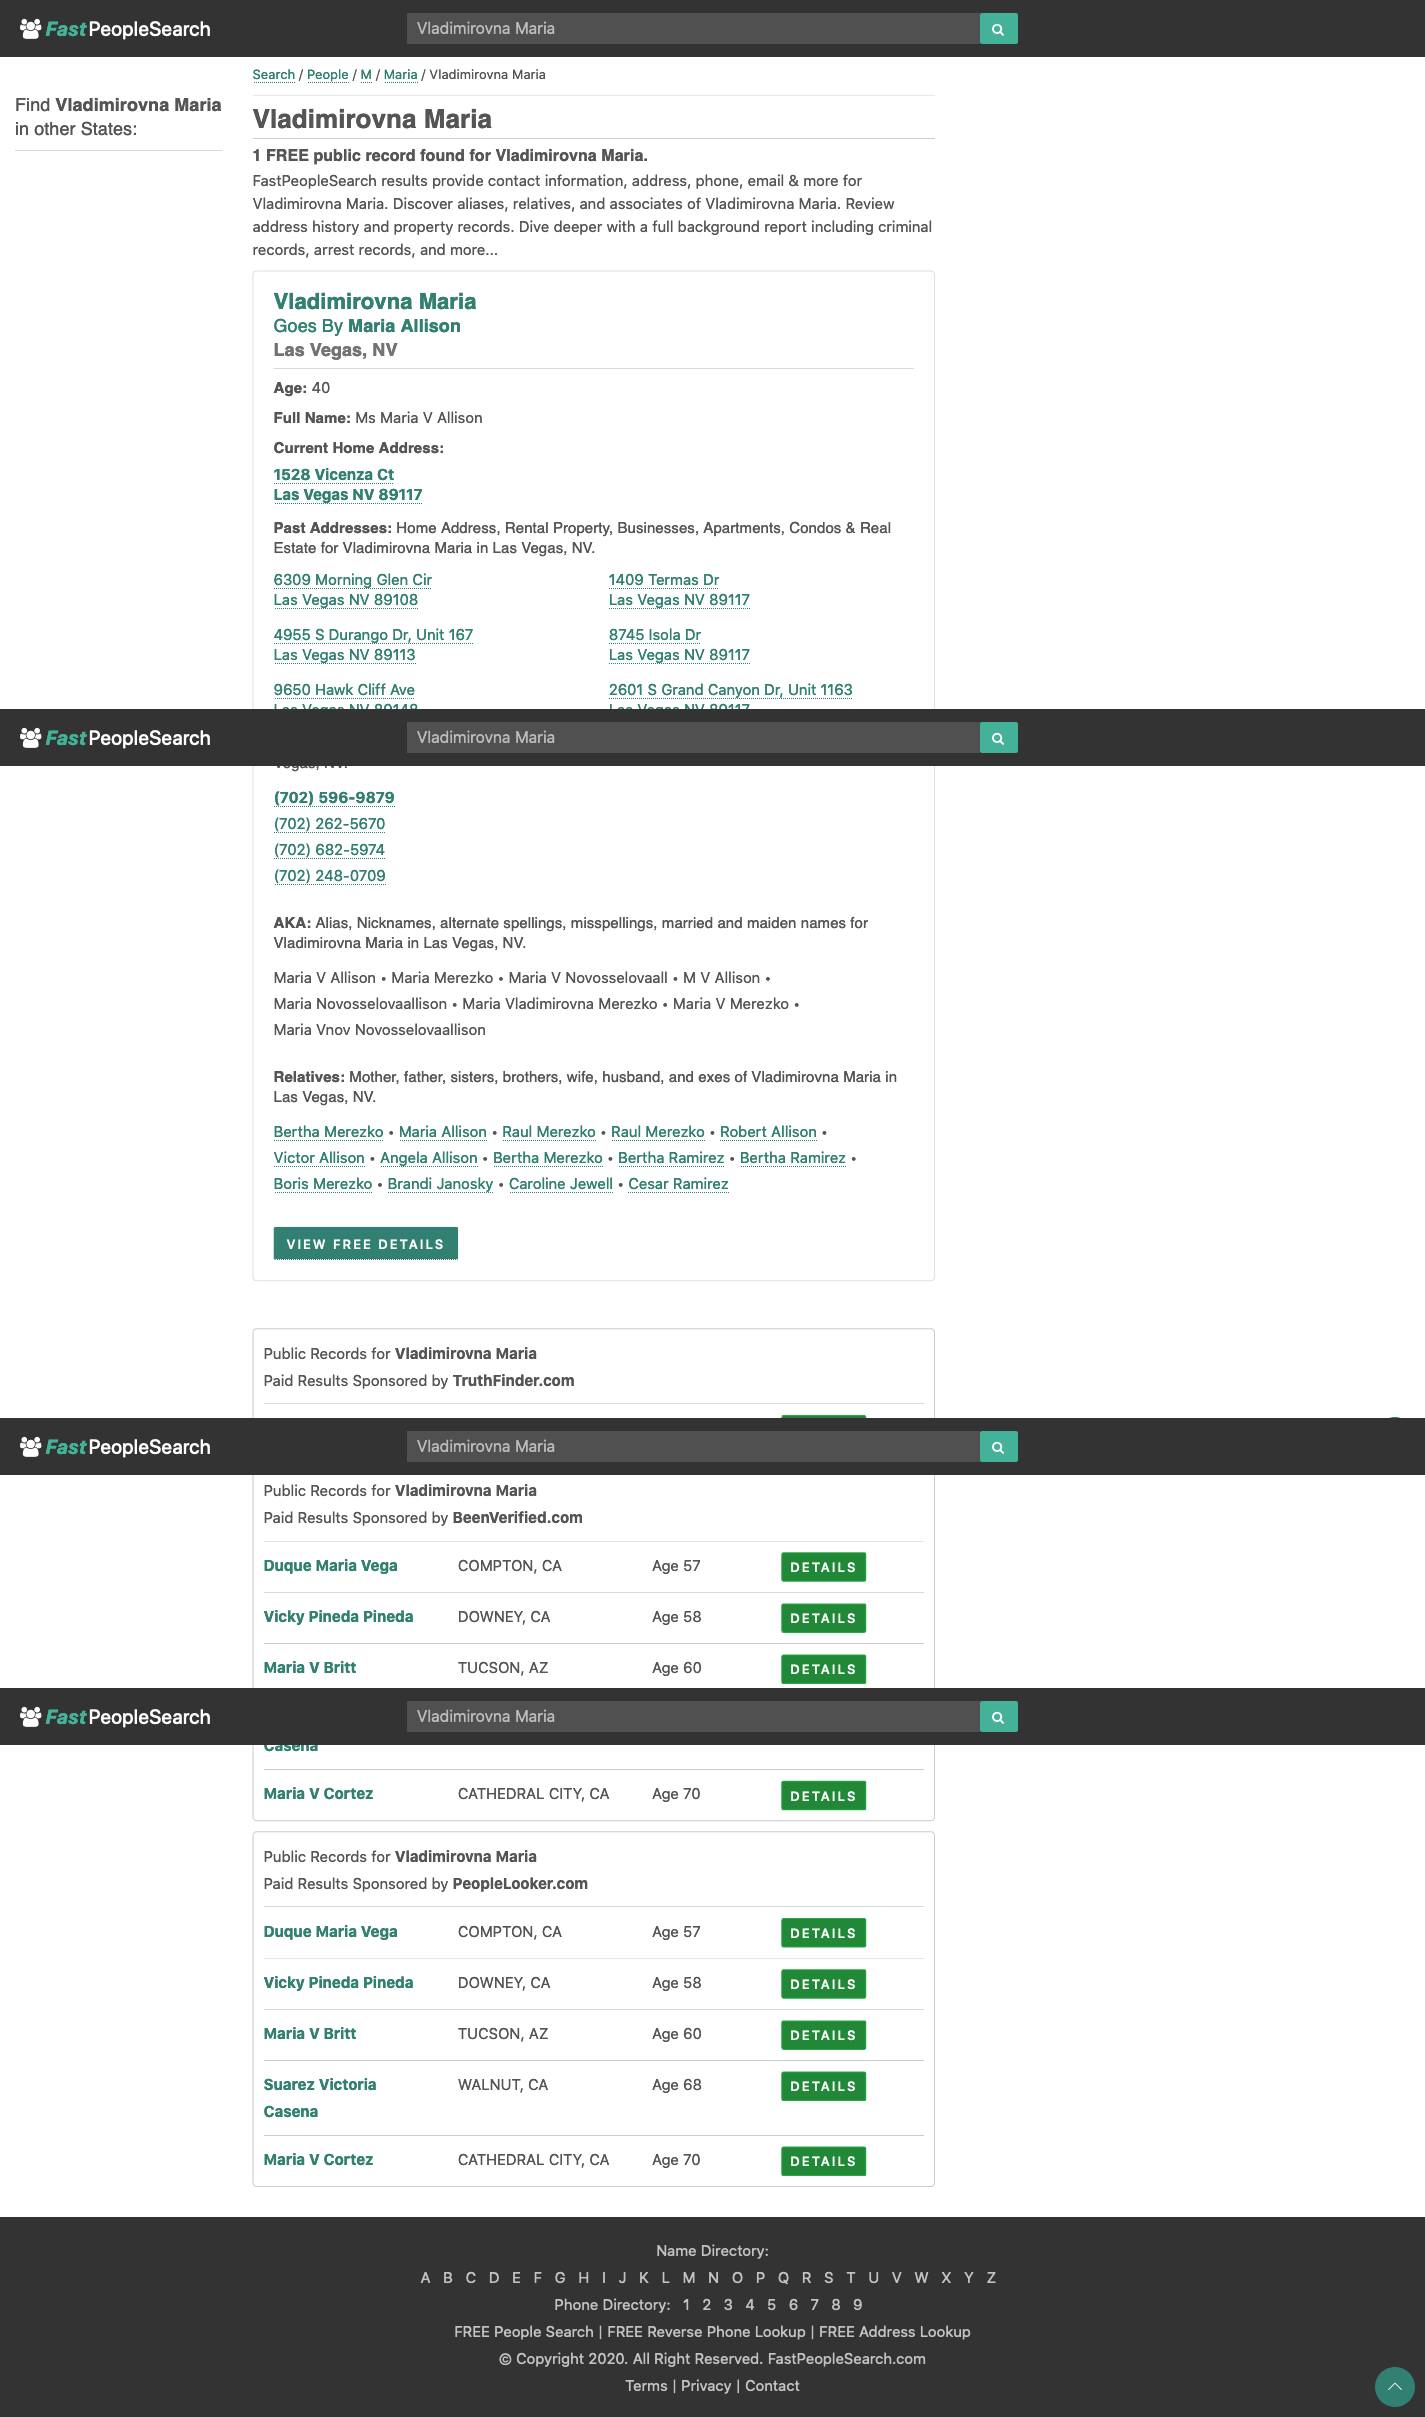 FastPeopleSearch
Vladimirovna Maria
Search / People / M / Maria / Vladimirovna Maria
Find Vladimirovna Maria
in other States:
Vladimirovna Maria
1 FREE public record found for Vladimirovna Maria.
FastPeopleSearch results provide contact information, address, phone, email & more for
Vladimirovna Maria. Discover aliases, relatives, and associates of Vladimirovna Maria. Review
address history and property records. Dive deeper with a full background report including criminal
records, arrest records, and more...
Vladimirovna Maria
Goes By Maria Allison
Las Vegas, NV
Age: 40
Full Name: Ms Maria V Allison
Current Home Address:
1528 Vicenza Ct
Las Vegas NV 89117
Past Addresses: Home Address, Rental Property, Businesses, Apartments, Condos & Real
Estate for Vladimirovna Maria in Las Vegas, NV.
6309 Morning Glen Cir
Las Vegas NV 89108
1409 Termas Dr
Las Vegas NV 89117
4955 S Durango Dr, Unit 167
Las Vegas NV 89113
8745 Isola Dr
Las Vegas NV 89117
9650 Hawk Cliff Ave
Las Vegas NV 89148
2601 S Grand Canyon Dr, Unit 1163
Las Vegas NV 89117
FastPeopleSearch
Vladimirovna Maria
Vegas, NV.
(702) 596-9879
(702) 262-5670
(702) 682-5974
(702) 248-0709
AKA: Alias, Nicknames, alternate spellings, misspellings, married and maiden names for
Vladimirovna Maria in Las Vegas, NV.
Maria V Allison • Maria Merezko • Maria V Novosselovaall • M V Allison •
Maria Novosselovaallison • Maria Vladimirovna Merezko • Maria V Merezko •
Maria Vnov Novosselovaallison
Relatives: Mother, father, sisters, brothers, wife, husband, and exes of Vladimirovna Maria in
Las Vegas, NV.
Bertha Merezko • Maria Allison • Raul Merezko • Raul Merezko • Robert Allison •
Victor Allison • Angela Allison • Bertha Merezko • Bertha Ramirez • Bertha Ramirez •
Boris Merezko • Brandi Janosky • Caroline Jewell • Cesar Ramirez
VIEW FREE DETAILS
Public Records for Vladimirovna Maria
Paid Results Sponsored by TruthFinder.com
FastPeopleSearch
Vladimirovna Maria
Public Records for Vladimirovna Maria
Paid Results Sponsored by BeenVerified.com
Duque Maria Vega COMPTON, CA Age 57 DETAILS
Vicky Pineda Pineda DOWNEY, CA Age 58 DETAILS
Maria V Britt TUCSON, AZ Age 60 DETAILS
FastPeopleSearch
Vladimirovna Maria
Casena
Maria V Cortez CATHEDRAL CITY, CA Age 70 DETAILS
Public Records for Vladimirovna Maria
Paid Results Sponsored by PeopleLooker.com
Duque Maria Vega COMPTON, CA Age 57 DETAILS
Vicky Pineda Pineda DOWNEY, CA Age 58 DETAILS
Maria V Britt TUCSON, AZ Age 60 DETAILS
Suarez Victoria WALNUT, CA Age 68 DETAILS
Casena
Maria V Cortez CATHEDRAL CITY, CA Age 70 DETAILS
Name Directory:
A B C D E F G H I J K L M N O P Q R S T U V W X Y Z
Phone Directory: 1 2 3 4 5 6 7 8 9
FREE People Search | FREE Reverse Phone Lookup | FREE Address Lookup
© Copyright 2020. All Right Reserved. FastPeopleSearch.com
Terms | Privacy | Contact